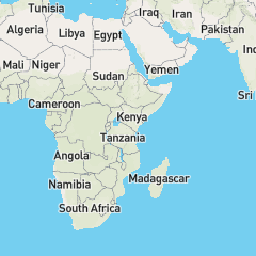 Tunisia
Iraq
Iran
Algeria
Libya
Egypt
Pakistan
Mali
Niger
Sudan
Yemen
Ind
Sri
Cameroon
Kenya
Tanzania
Angola
Namibia
Madagascar
South Africa